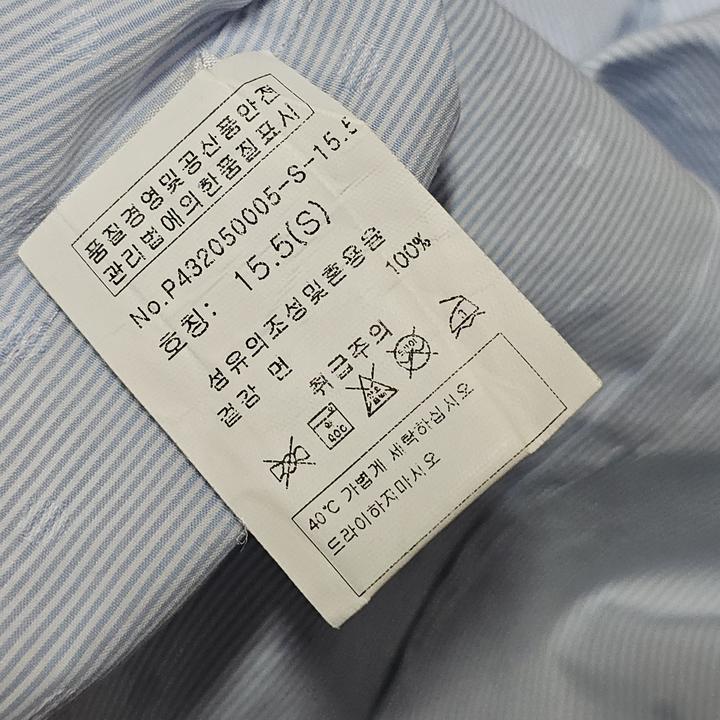 품질경영및공산품안전
관리법에의한품질표시
No.P432050005-S-15.5
호칭: 15.5(S)
섬유의조성및혼용율
겉감 면 100%
취급주의
40℃ 가볍게 세탁하십시오
드라이하지마시오